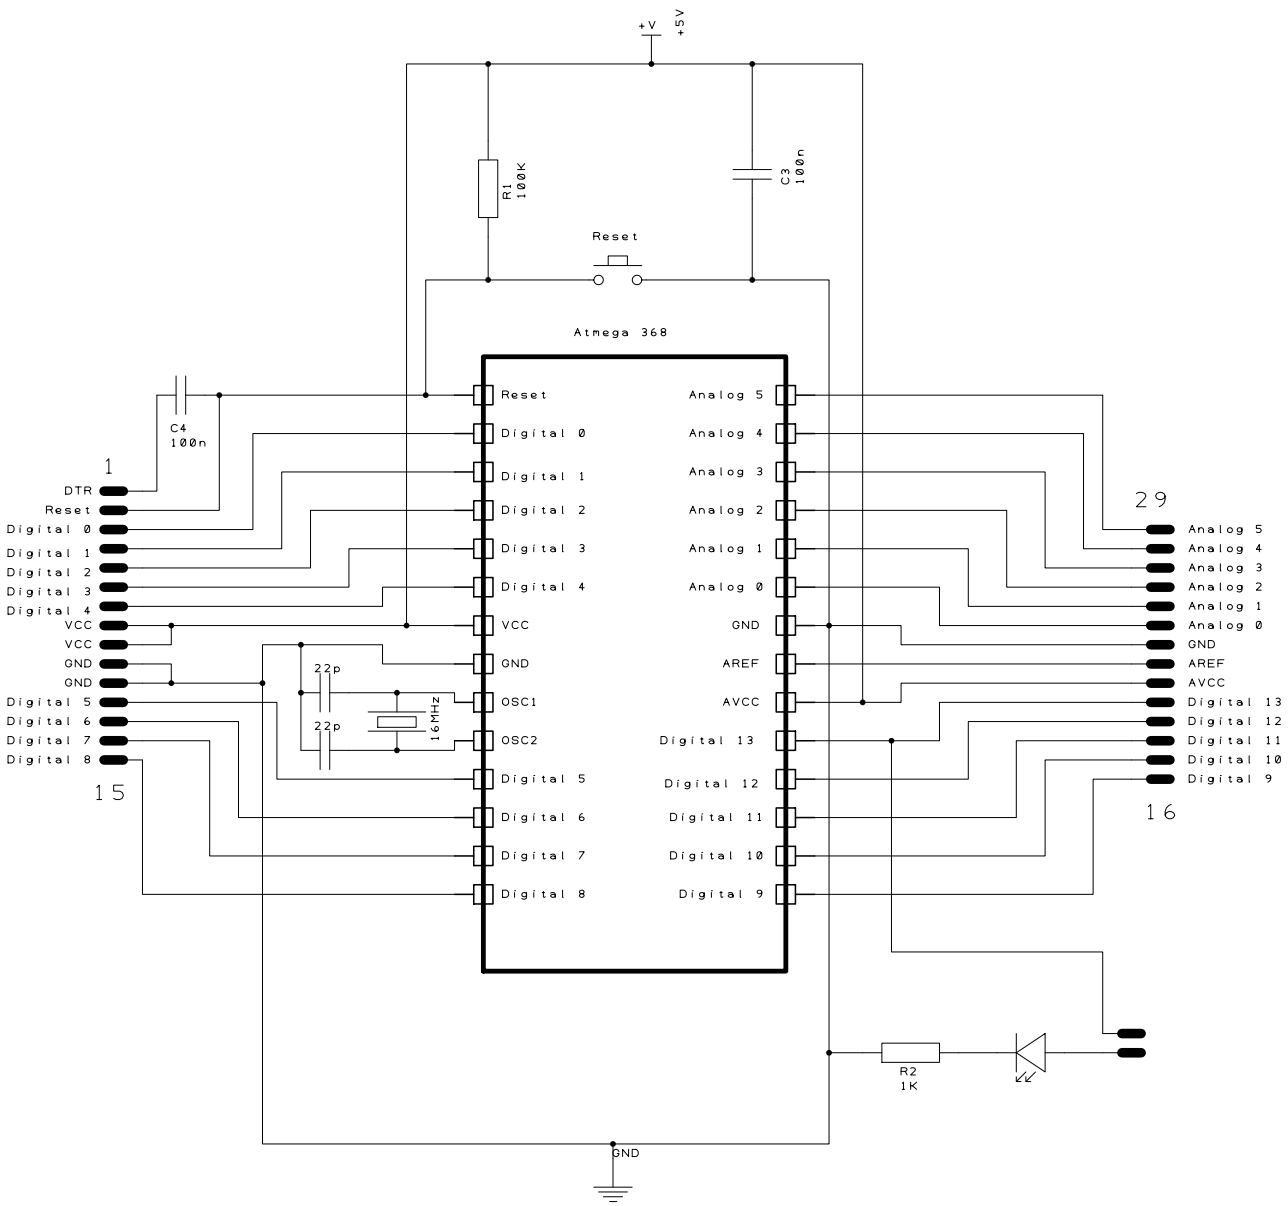 +V
+5V
R1
100K
C3
100n
Reset
Atmega 368
C4
100n
1
DTR
Reset
Digital 0
Digital 1
Digital 2
Digital 3
Digital 4
VCC
VCC
GND
GND
Digital 5
Digital 6
Digital 7
Digital 8
15
22p
22p
16MHz
Reset
Digital 0
Digital 1
Digital 2
Digital 3
Digital 4
VCC
GND
OSC1
OSC2
Digital 5
Digital 6
Digital 7
Digital 8
Analog 5
Analog 4
Analog 3
Analog 2
Analog 1
Analog 0
GND
AREF
AVCC
Digital 13
Digital 12
Digital 11
Digital 10
Digital 9
29
Analog 5
Analog 4
Analog 3
Analog 2
Analog 1
Analog 0
GND
AREF
AVCC
Digital 13
Digital 12
Digital 11
Digital 10
Digital 9
16
R2
1K
GND